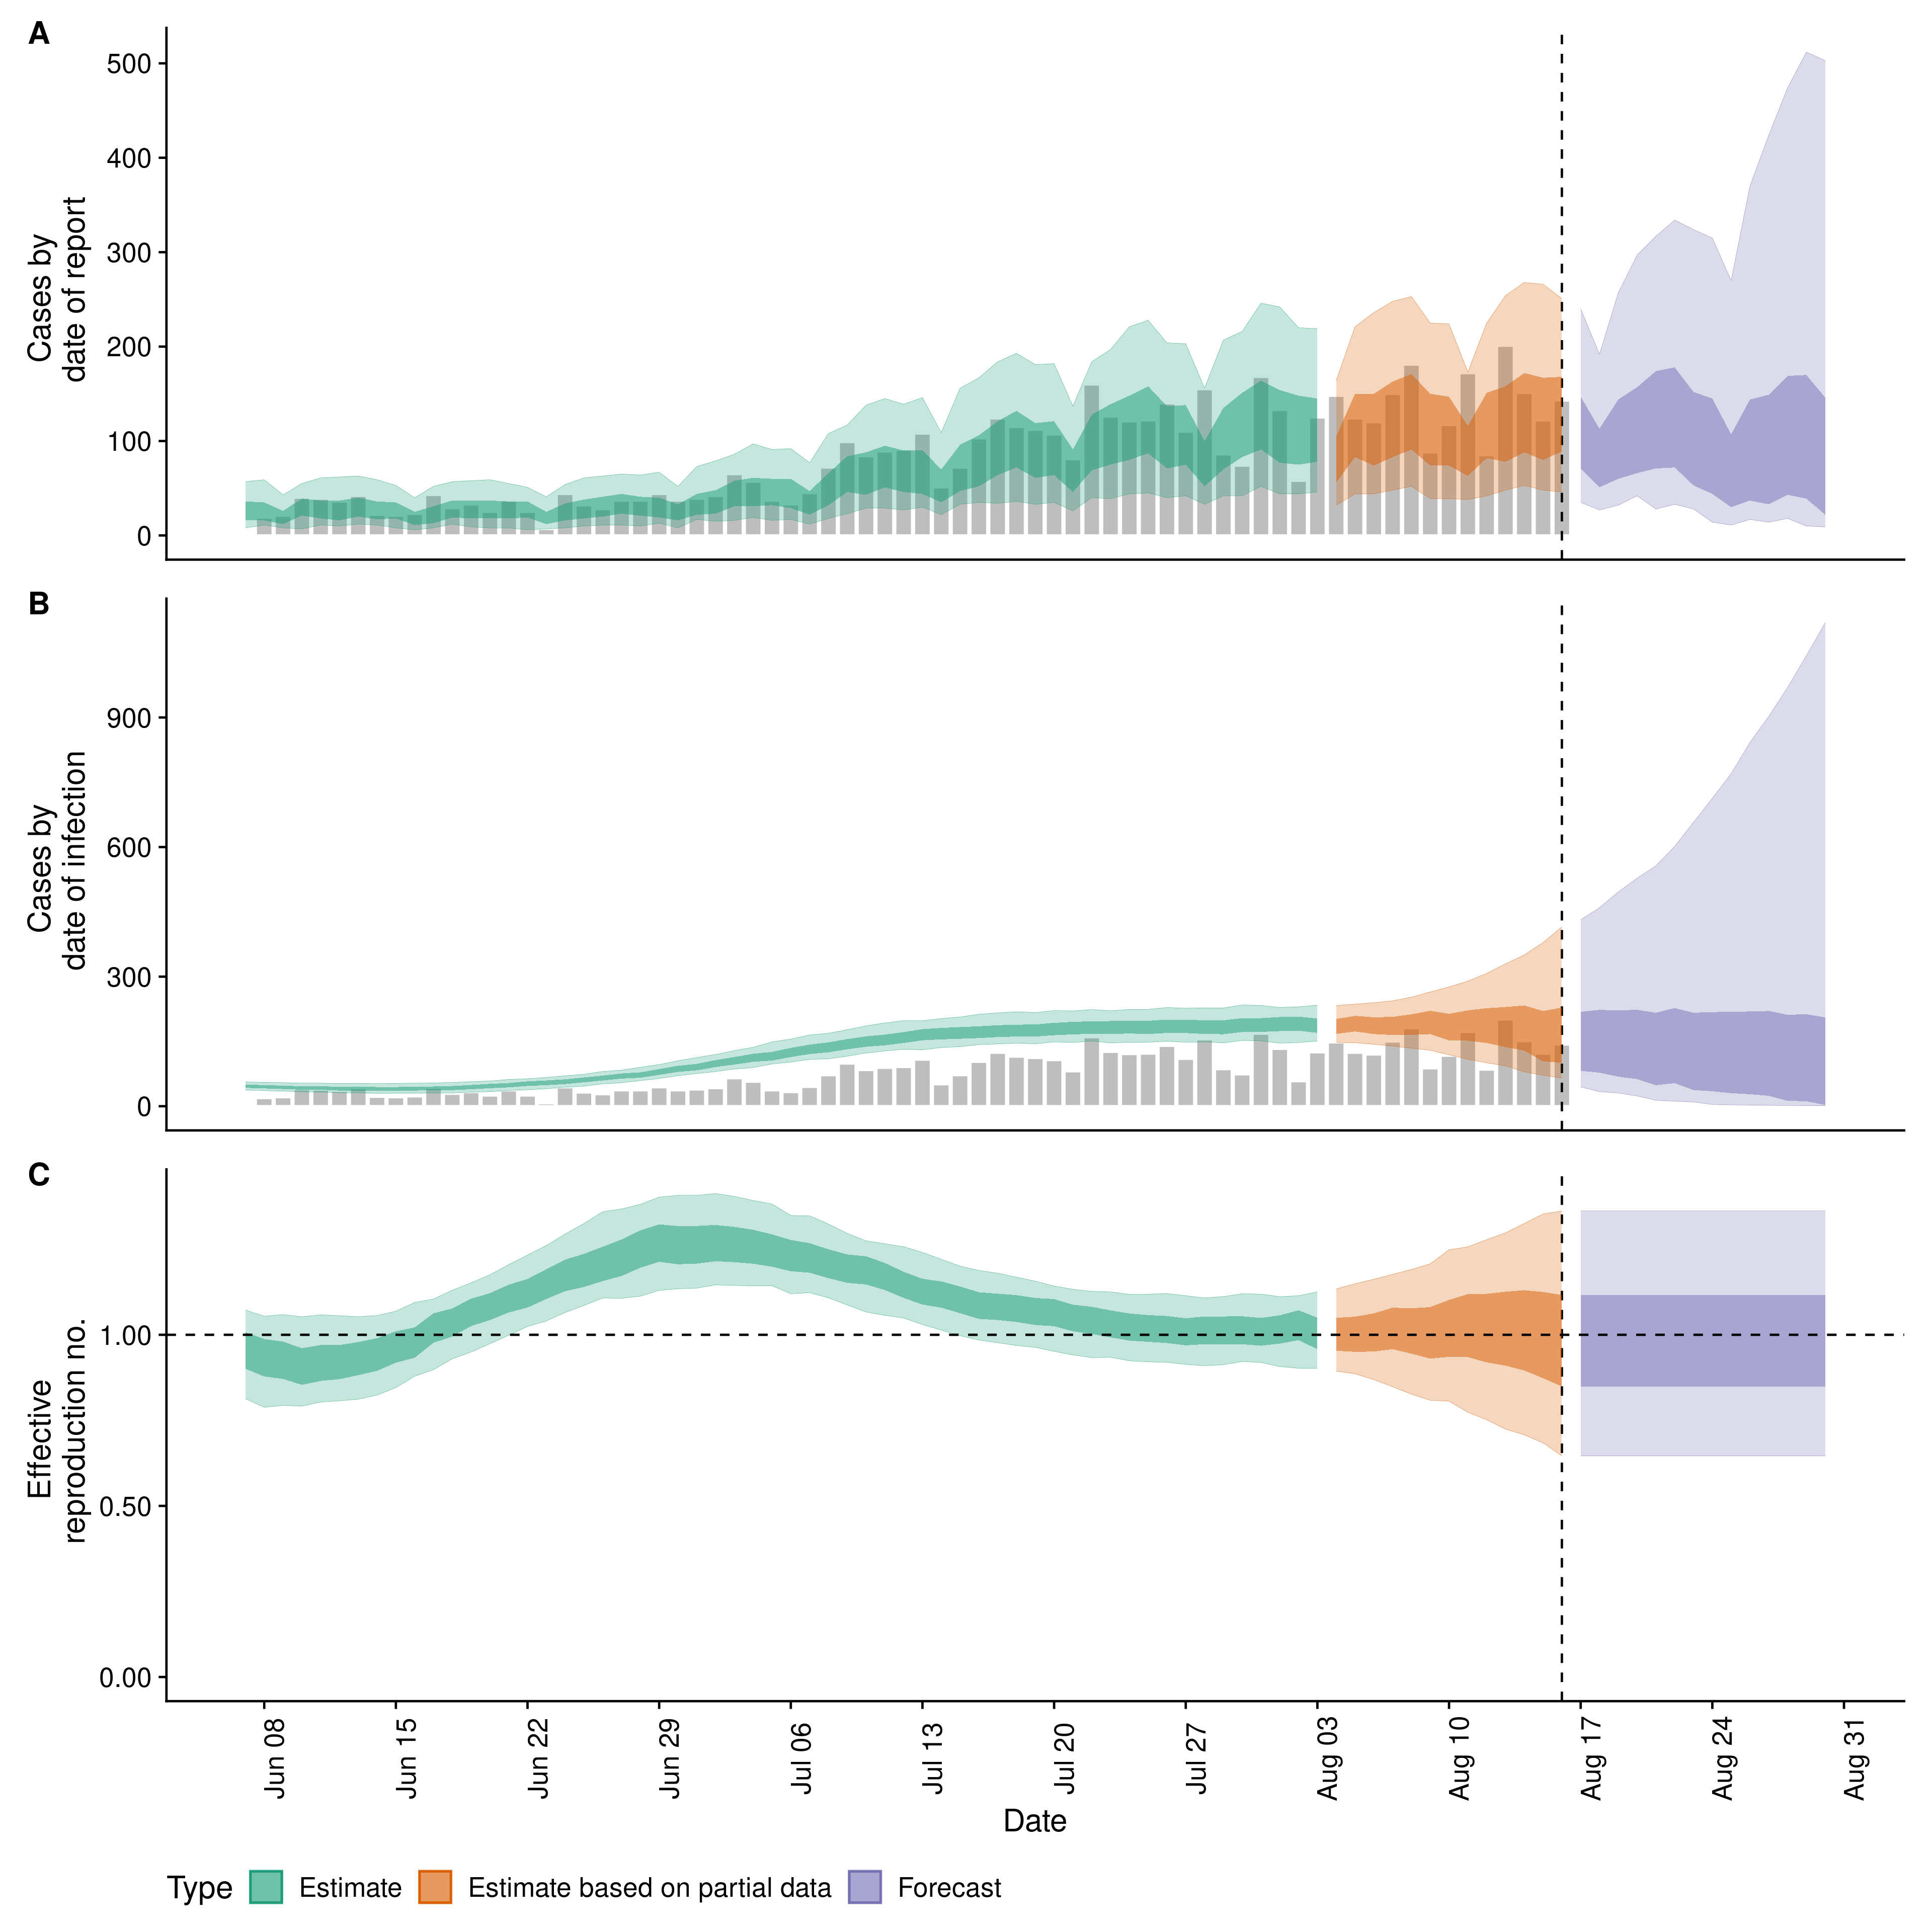 A
500
400
300
200
100
0
Cases by
date of report
B
900
600
300
0
Cases by
date of infection
C
1.00
0.50
0.00
Effective
reproduction no.
Jun 08
Jun 15
Jun 22
Jun 29
Jul 06
Jul 13
Jul 20
Jul 27
Aug 03
Aug 10
Aug 17
Aug 24
Aug 31
Date
Type Estimate Estimate based on partial data Forecast